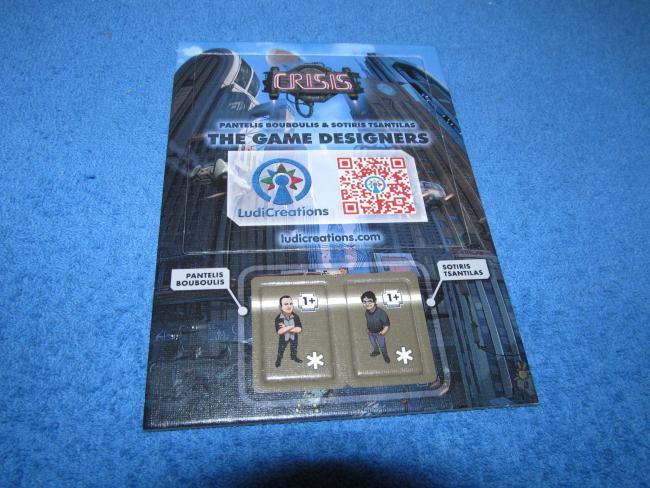 CRISIS
PANTELIS BOUBOULIS & SOTIRIS TSANTILAS
THE GAME DESIGNERS
LudiCreations
ludicreations.com
PANTELIS
BOUBOULIS
SOTIRIS
TSANTILAS
1+
1+
*
*